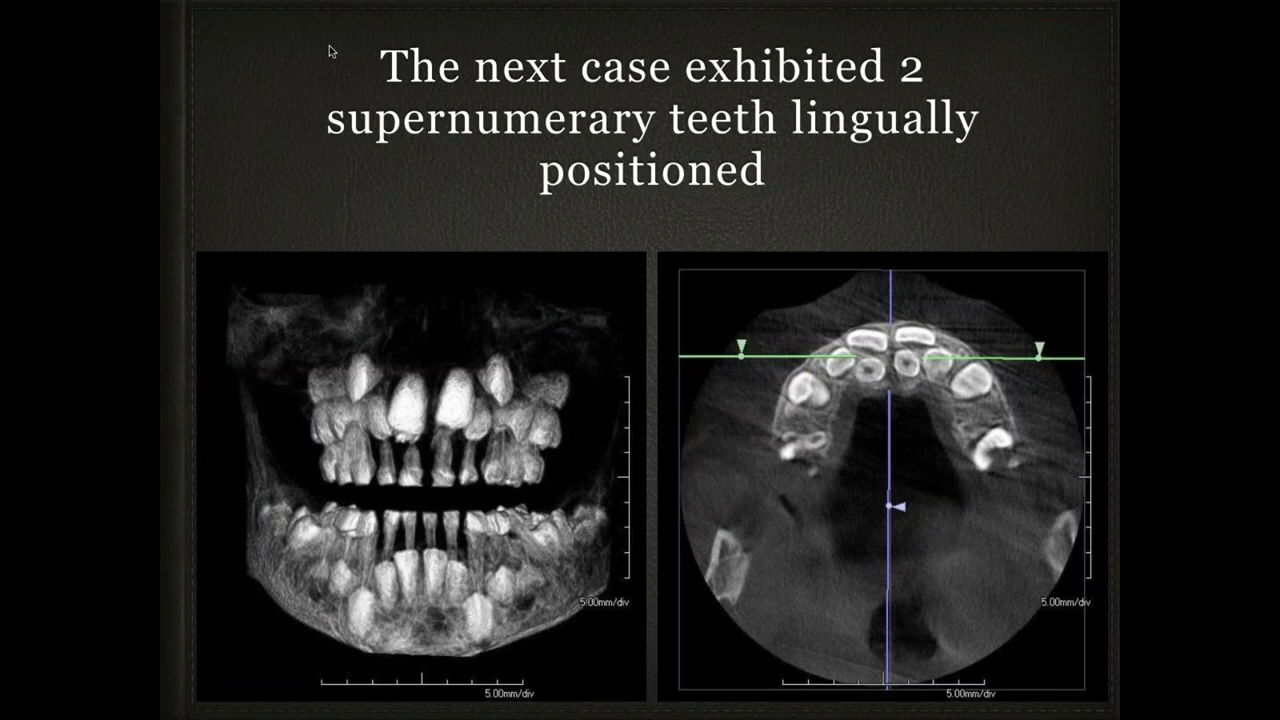 The next case exhibited 2
supernumerary teeth lingually
positioned
5.00mm/div
5.00mm/div
5.00mm/div
5.00mm/div